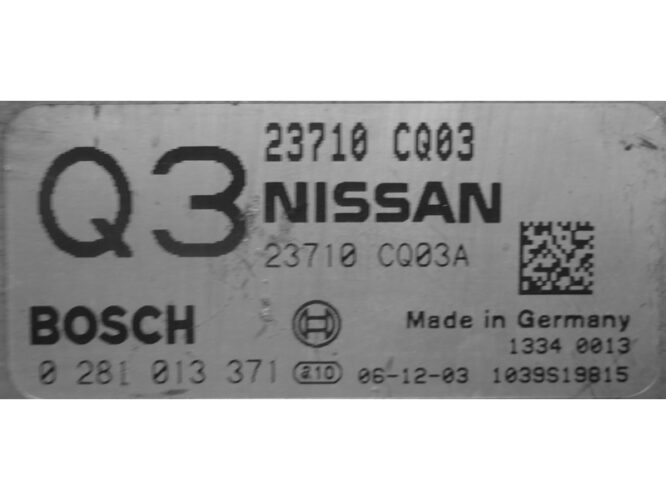 Q3
23710 CQ03
NISSAN
23710 CQ03A
BOSCH
Made in Germany
1334 0013
0 281 013 371 a10 06-12-03 1039S19815